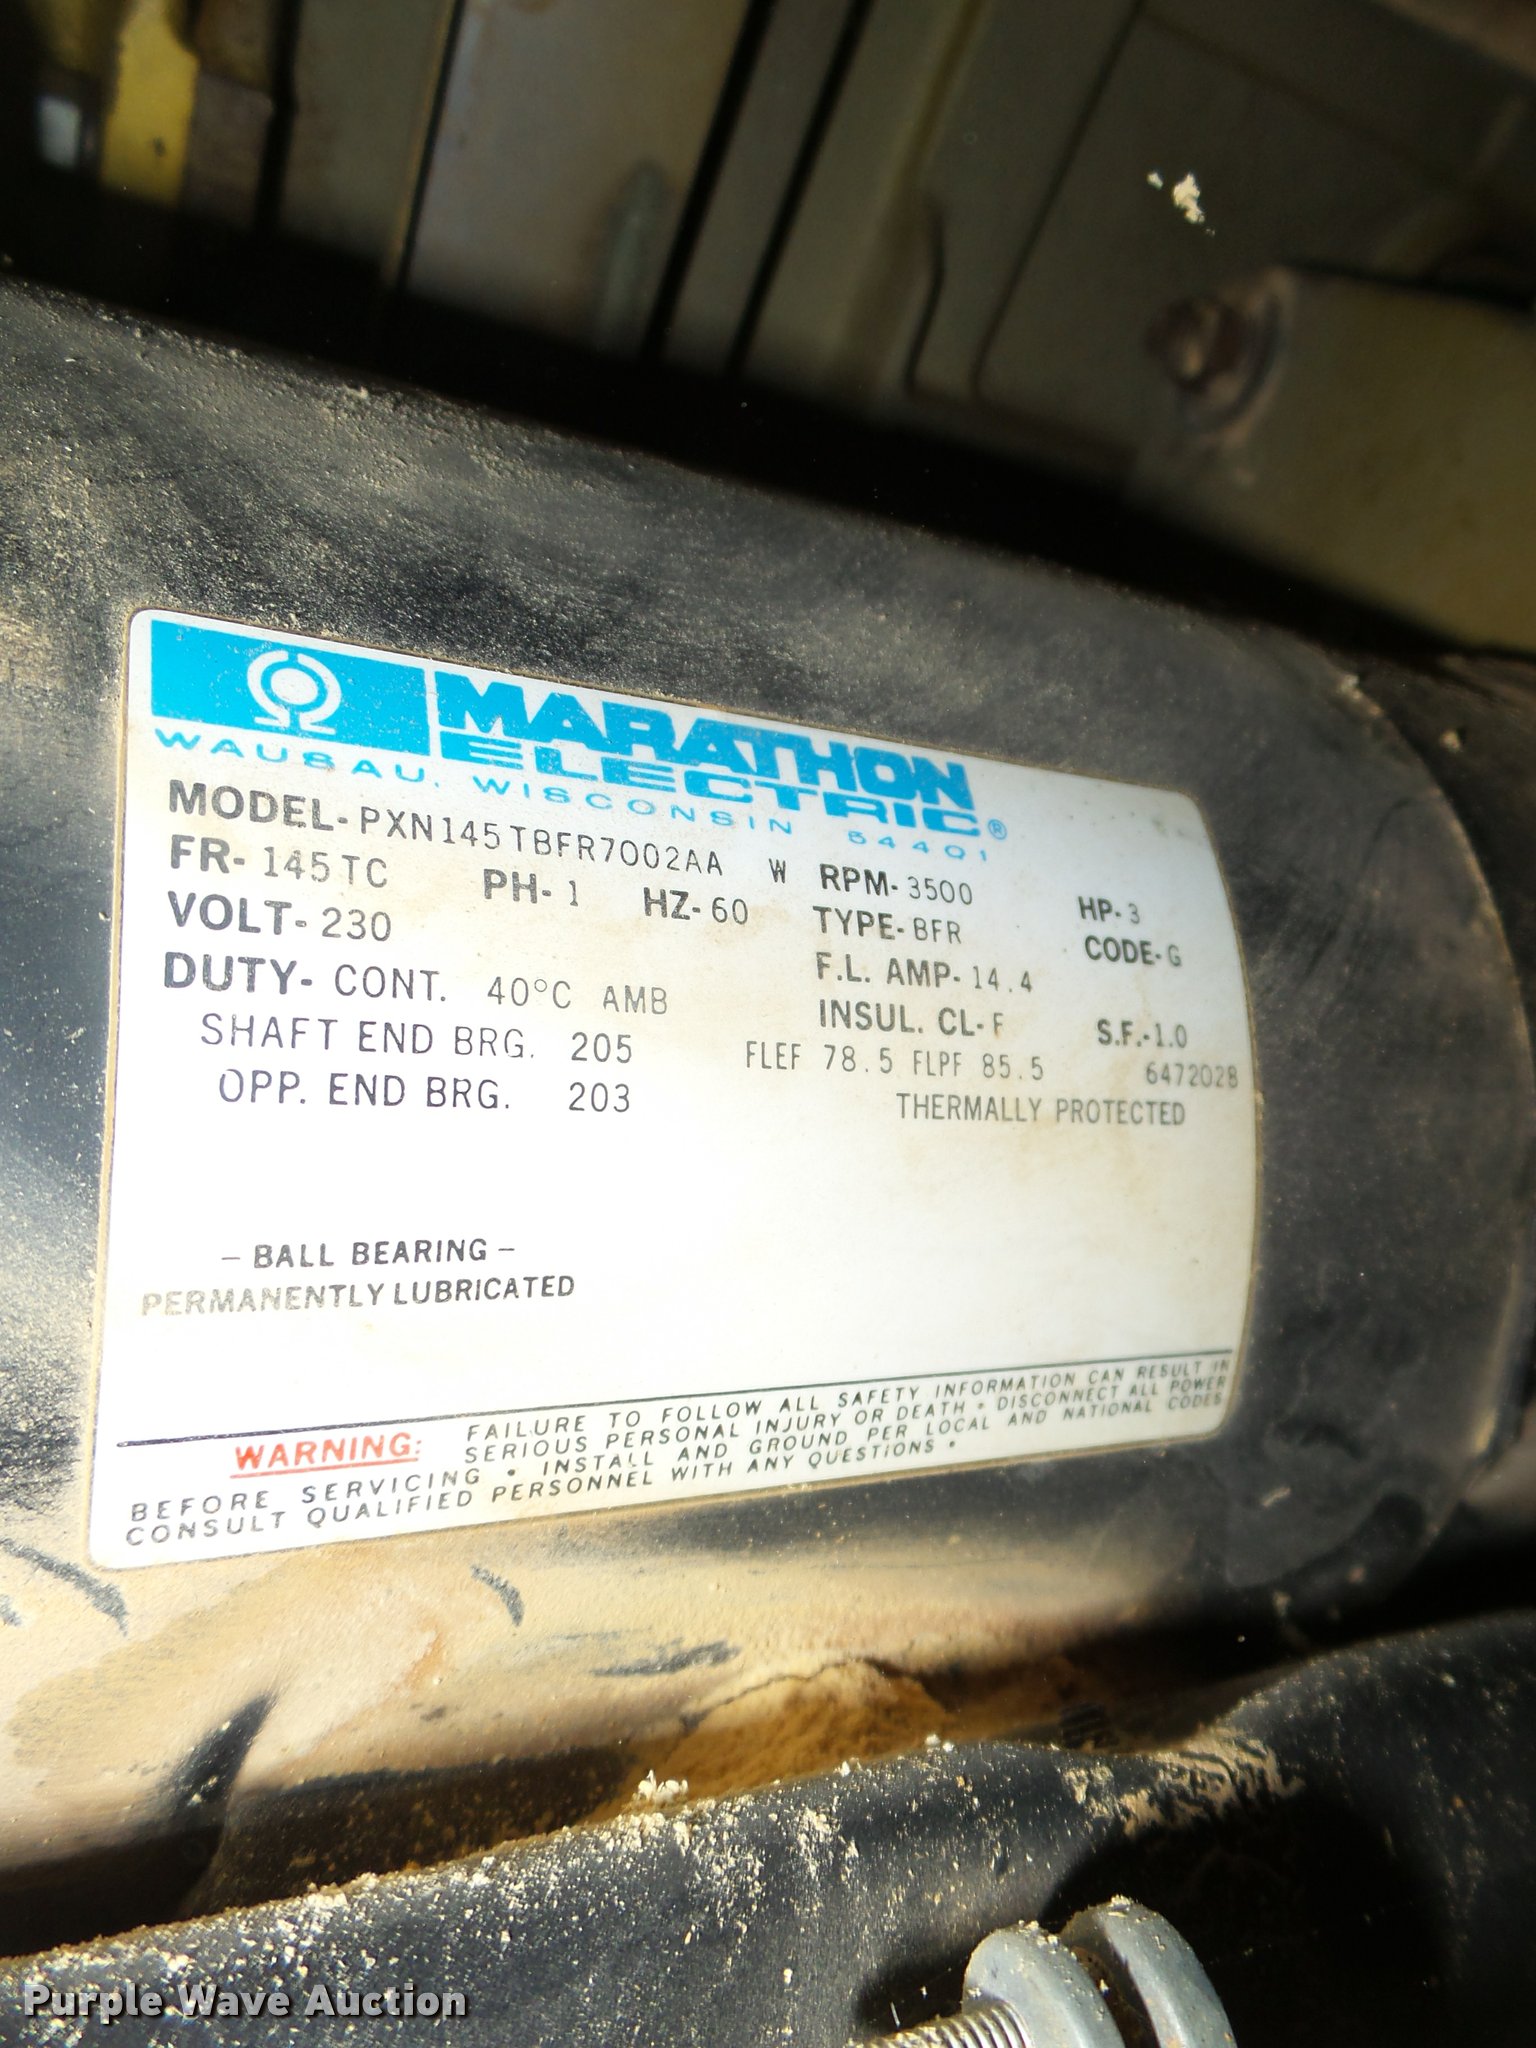 MARATHON
ELECTRIC®
WAUSAU, WISCONSIN 54401
MODEL-PXN145TBFR7002AA W RPM-3500 HP-3
FR-145TC PH-1 HZ-60 TYPE-BFR CODE-G
VOLT-230 F.L. AMP-14.4
DUTY-CONT. 40°C AMB INSUL. CL-F S.F.-1.0
SHAFT END BRG. 205 FLEF 78.5 FLPF 85.5 6472028
OPP. END BRG. 203 THERMALLY PROTECTED
- BALL BEARING -
PERMANENTLY LUBRICATED
WARNING: FAILURE TO FOLLOW ALL SAFETY INFORMATION CAN RESULT IN
SERIOUS PERSONAL INJURY OR DEATH • DISCONNECT ALL POWER
BEFORE SERVICING • INSTALL AND GROUND PER LOCAL AND NATIONAL CODES
CONSULT QUALIFIED PERSONNEL WITH ANY QUESTIONS •
Purple Wave Auction